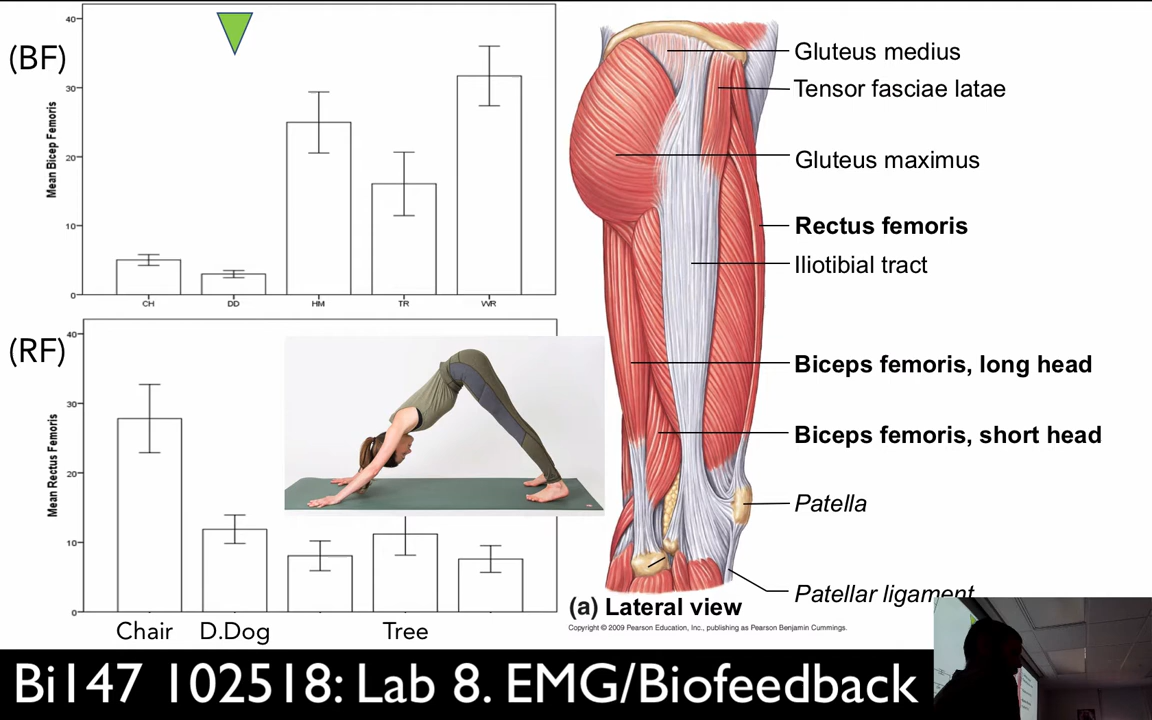 (BF)
Mean Bicep Femoris
40
30
20
10
0
CH DD HM TR WR
(RF)
Mean Rectus Femoris
40
30
20
10
0
Chair D.Dog Tree
Gluteus medius
Tensor fasciae latae
Gluteus maximus
Rectus femoris
Iliotibial tract
Biceps femoris, long head
Biceps femoris, short head
Patella
Patellar ligament
(a) Lateral view
Copyright © 2009 Pearson Education, Inc., publishing as Pearson Benjamin Cummings.
Bi147 102518: Lab 8. EMG/Biofeedback